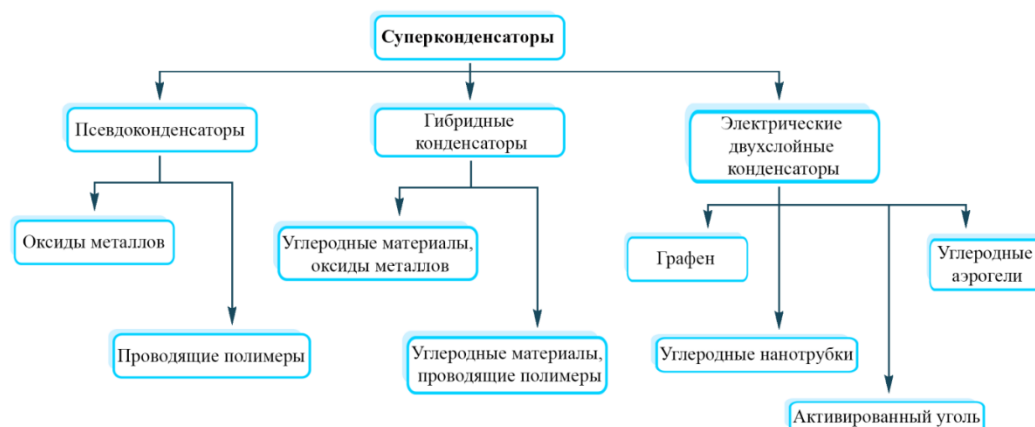 Суперконденсаторы
Псевдоконденсаторы
Гибридные
конденсаторы
Электрические
двухслойные
конденсаторы
Оксиды металлов
Углеродные материалы,
оксиды металлов
Графен
Углеродные
аэрогели
Проводящие полимеры
Углеродные материалы,
проводящие полимеры
Углеродные нанотрубки
Активированный уголь